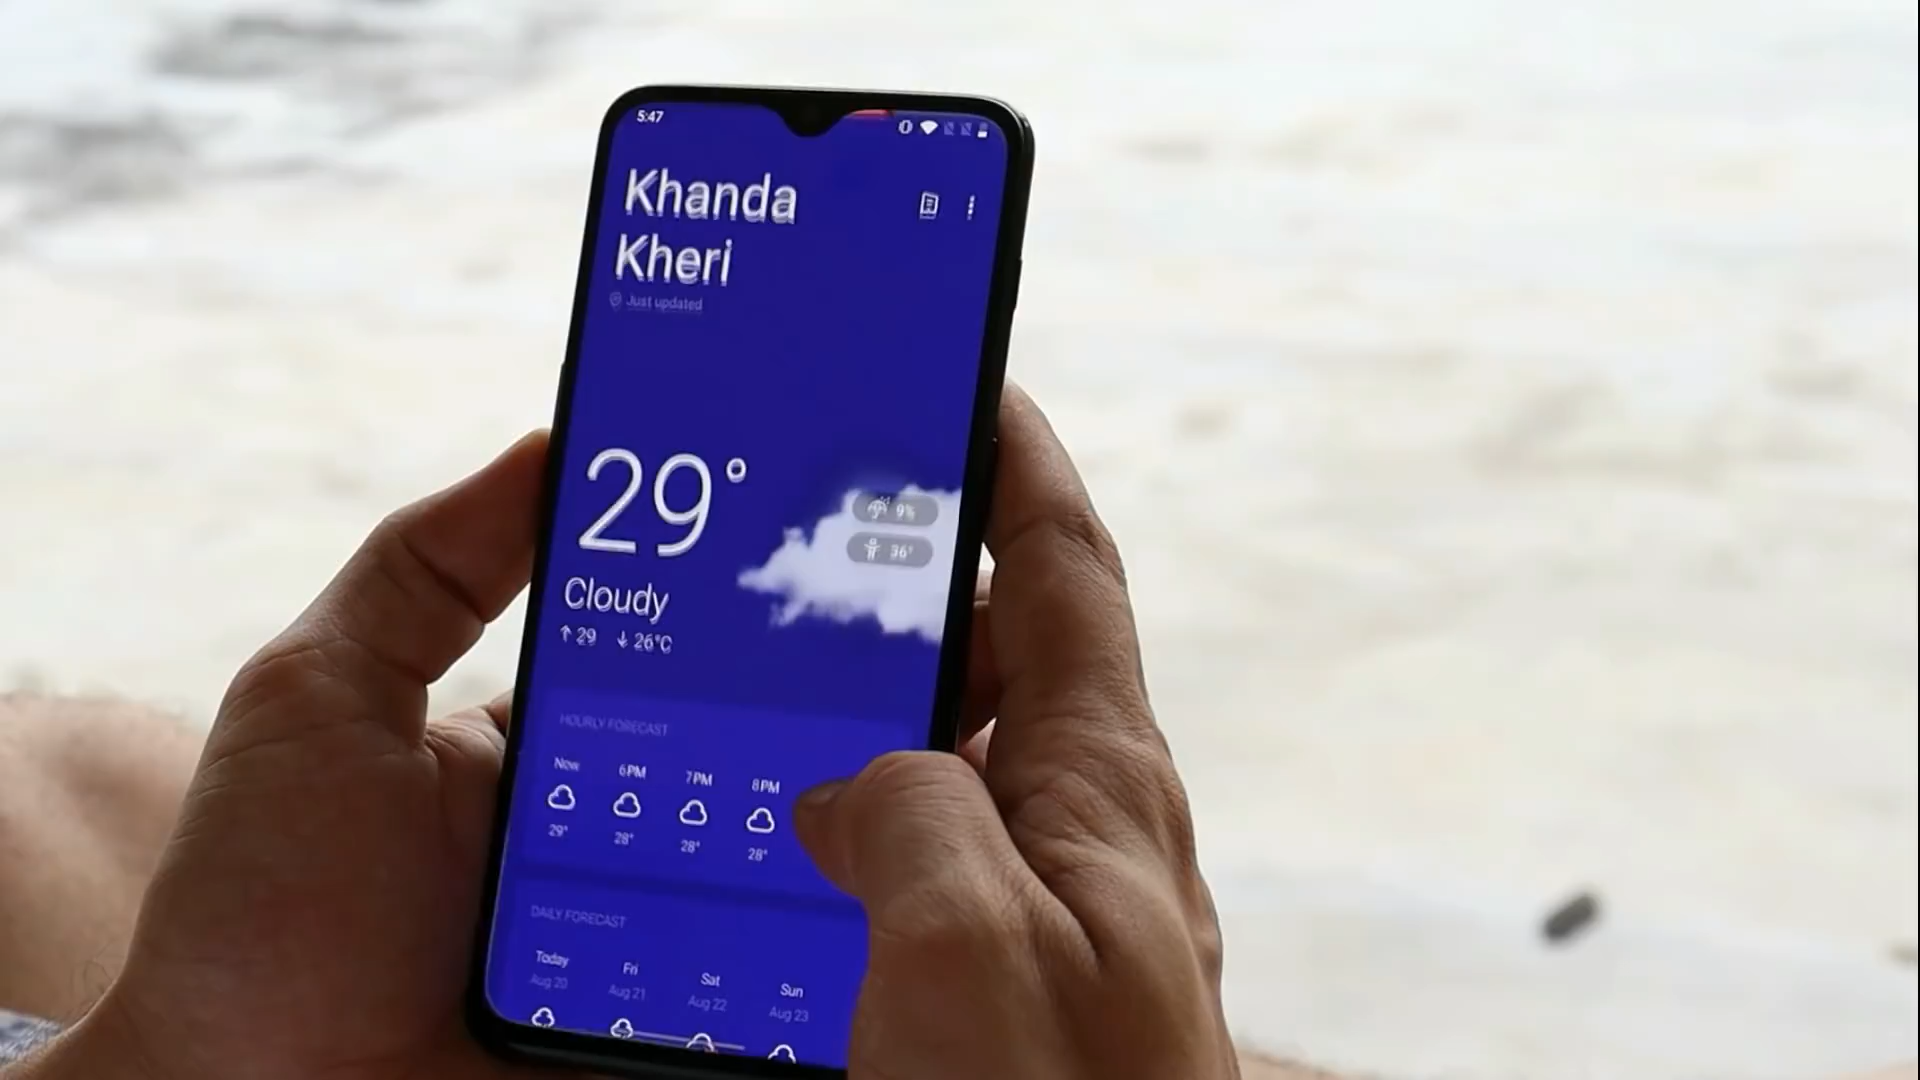 5:47
Khanda
Kheri
Just updated
29°
9%
36°
Cloudy
↑ 29 ↓ 26°C
HOURLY FORECAST
Now 6PM 7PM 8PM
29° 28° 28° 28°
DAILY FORECAST
Today Fri Sat Sun
Aug 20 Aug 21 Aug 22 Aug 23